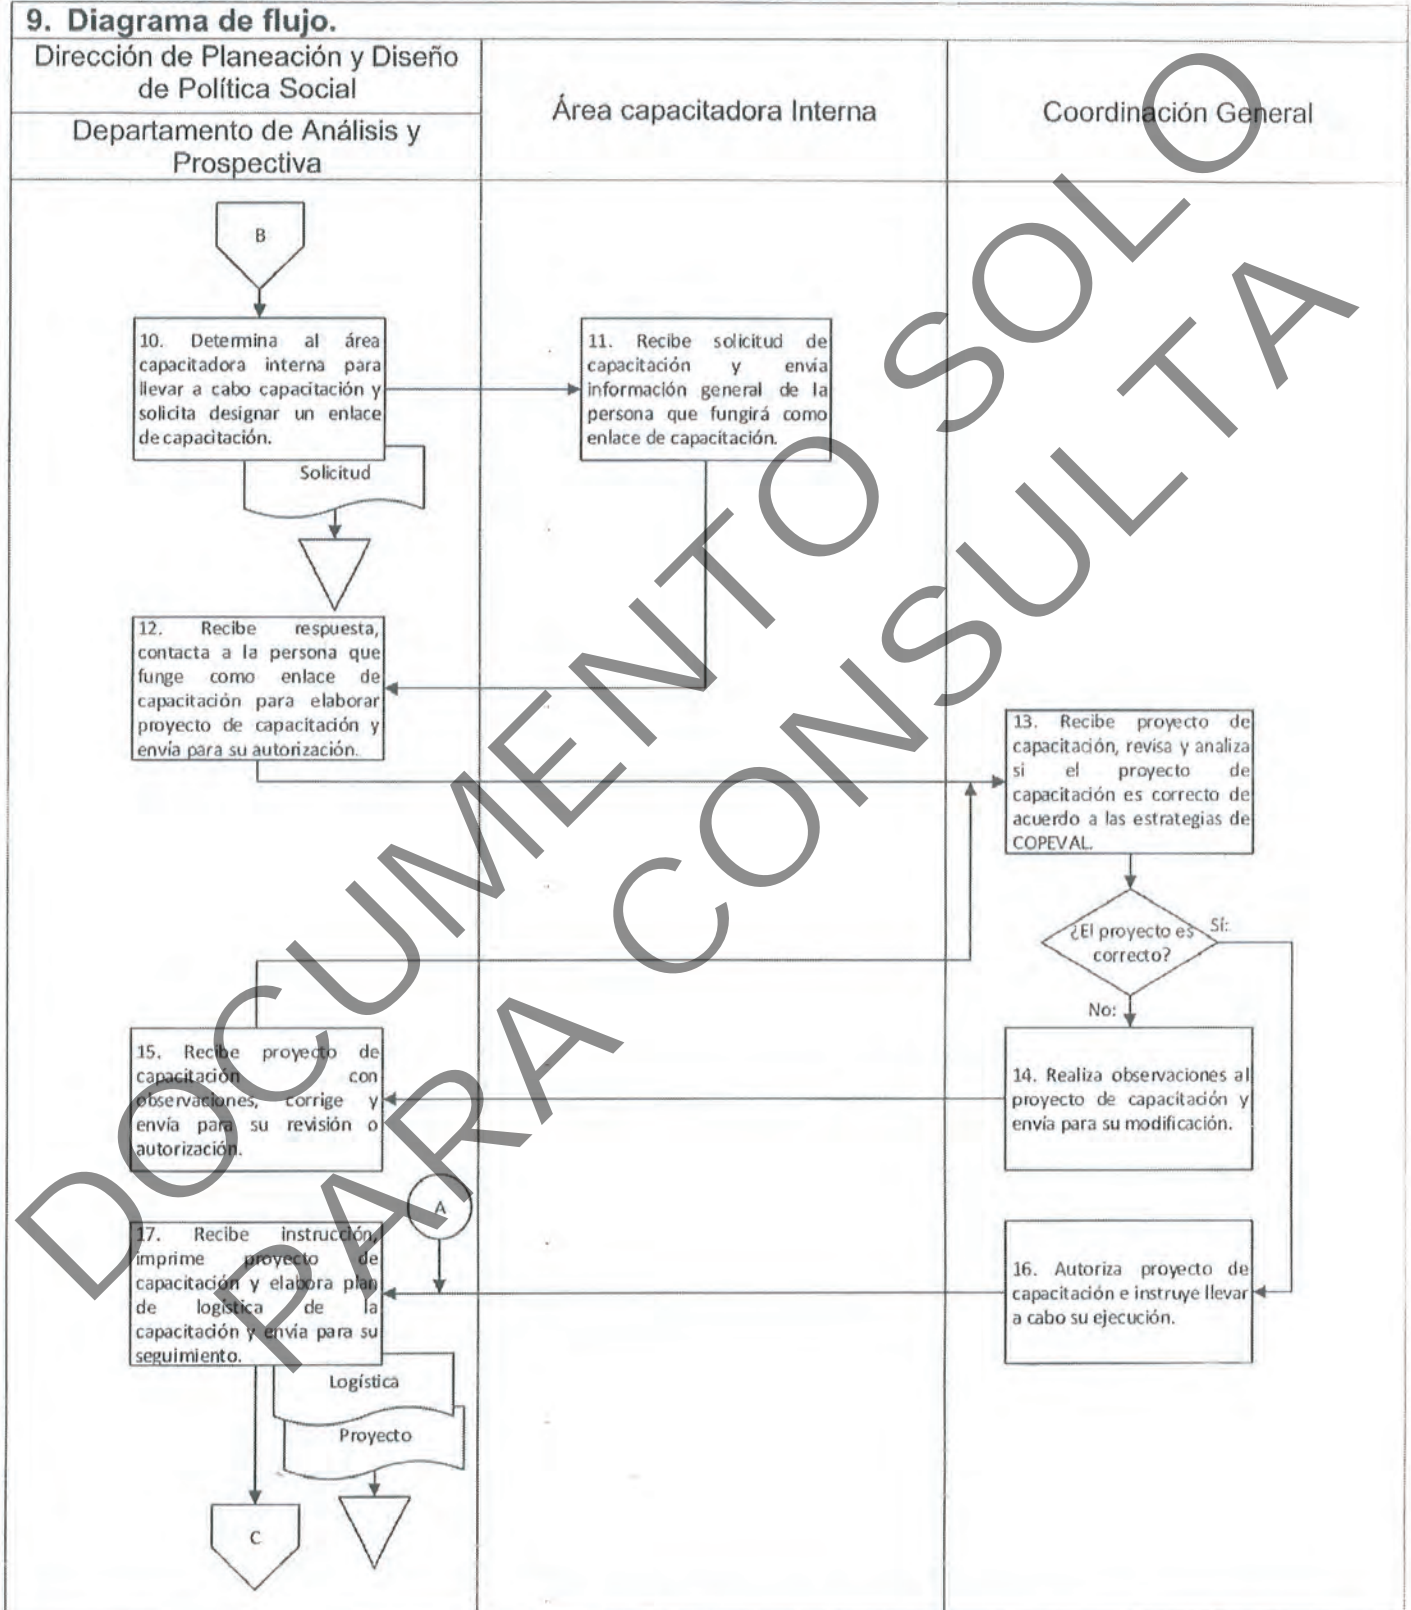 9. Diagrama de flujo.
Dirección de Planeación y Diseño
de Política Social
Departamento de Análisis y
Prospectiva
Área capacitadora Interna
Coordinación General
B
10. Determina al área
capacitadora interna para
llevar a cabo capacitación y
solicita designar un enlace
de capacitación.
Solicitud
11. Recibe solicitud de
capacitación y envía
información general de la
persona que fungirá como
enlace de capacitación.
12. Recibe respuesta,
contacta a la persona que
funge como enlace de
capacitación para elaborar
proyecto de capacitación y
envía para su autorización.
13. Recibe proyecto de
capacitación, revisa y analiza
si el proyecto de
capacitación es correcto de
acuerdo a las estrategias de
COPEVAL.
¿El proyecto es
correcto?
Sí:
No:
14. Realiza observaciones al
proyecto de capacitación y
envía para su modificación.
15. Recibe proyecto de
capacitación con
observaciones, corrige y
envía para su revisión o
autorización.
A
16. Autoriza proyecto de
capacitación e instruye llevar
a cabo su ejecución.
17. Recibe instrucción,
imprime proyecto de
capacitación y elabora plan
de logística de la
capacitación y envía para su
seguimiento.
Logística
Proyecto
C
DOCUMENTO SOLO
PARA CONSULTA